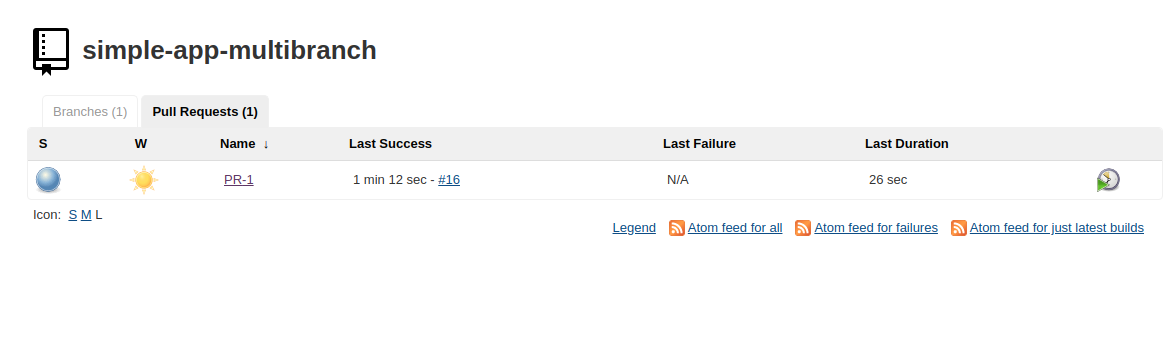 simple-app-multibranch
Branches (1) Pull Requests (1)
S W Name ↓ Last Success Last Failure Last Duration
PR-1 1 min 12 sec - #16 N/A 26 sec
Icon: S M L
Legend Atom feed for all Atom feed for failures Atom feed for just latest builds